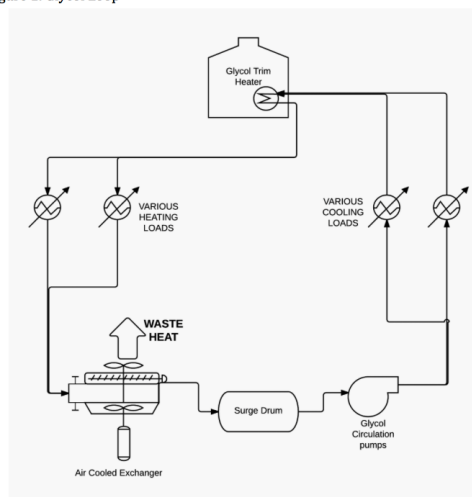 Glycol Trim
Heater
VARIOUS
HEATING
LOADS
VARIOUS
COOLING
LOADS
WASTE
HEAT
Surge Drum
Glycol
Circulation
pumps
Air Cooled Exchanger